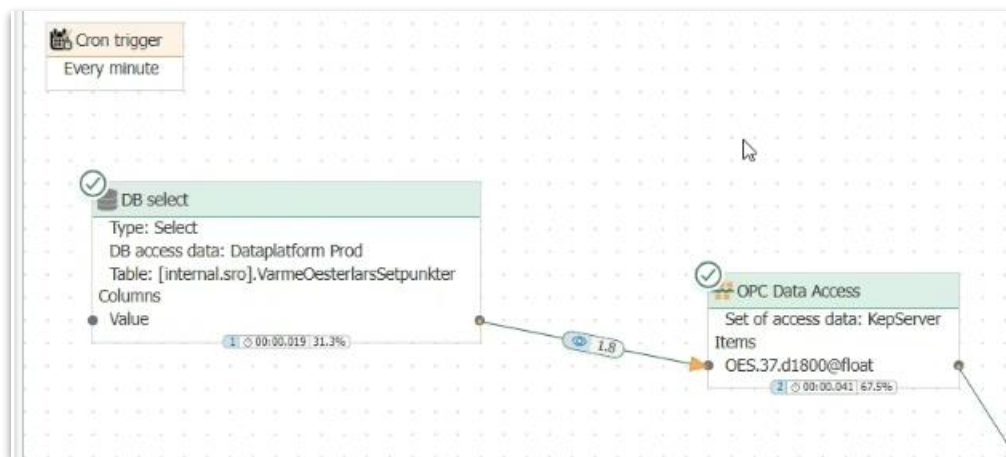 Cron trigger
Every minute
DB select
Type: Select
DB access data: Dataplatform Prod
Table: [internal.sro].VarmeOesterlarsSetpunkter
Columns
Value
1 00:00.019 31.3%
1.8
OPC Data Access
Set of access data: KepServer
Items
OES.37.d1800@float
2 00:00.041 67.5%